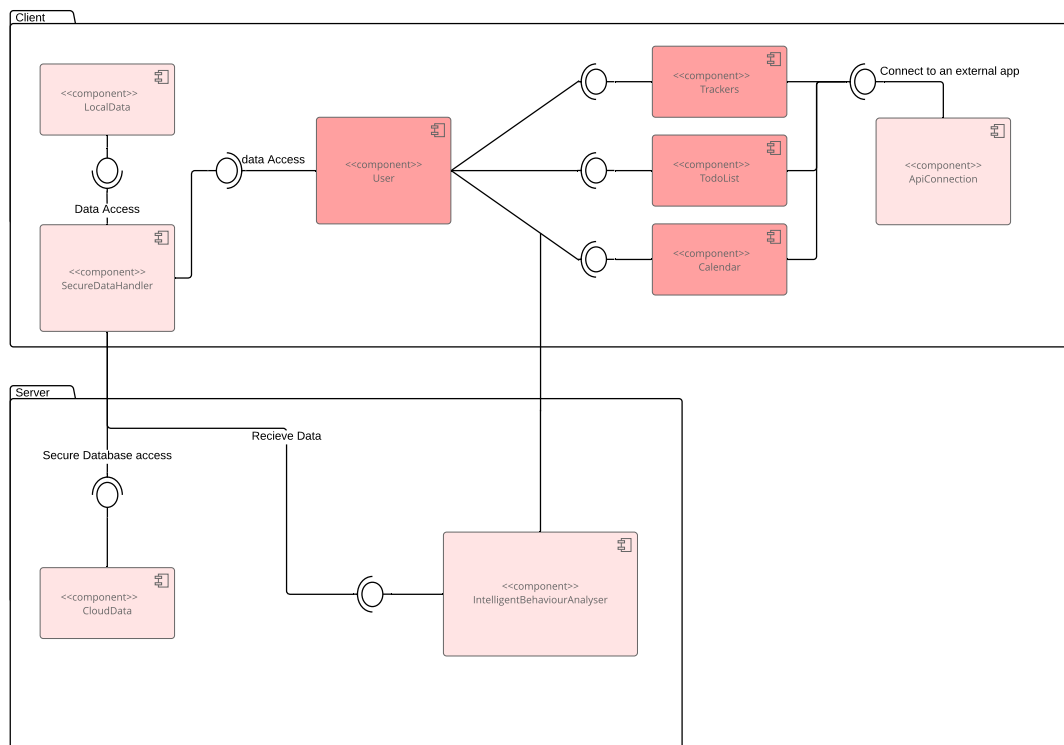 Client
<<component>>
LocalData
Data Access
<<component>>
SecureDataHandler
data Access
<<component>>
User
<<component>>
Trackers
<<component>>
TodoList
<<component>>
Calendar
Connect to an external app
<<component>>
ApiConnection
Server
Recieve Data
Secure Database access
<<component>>
CloudData
<<component>>
IntelligentBehaviourAnalyser